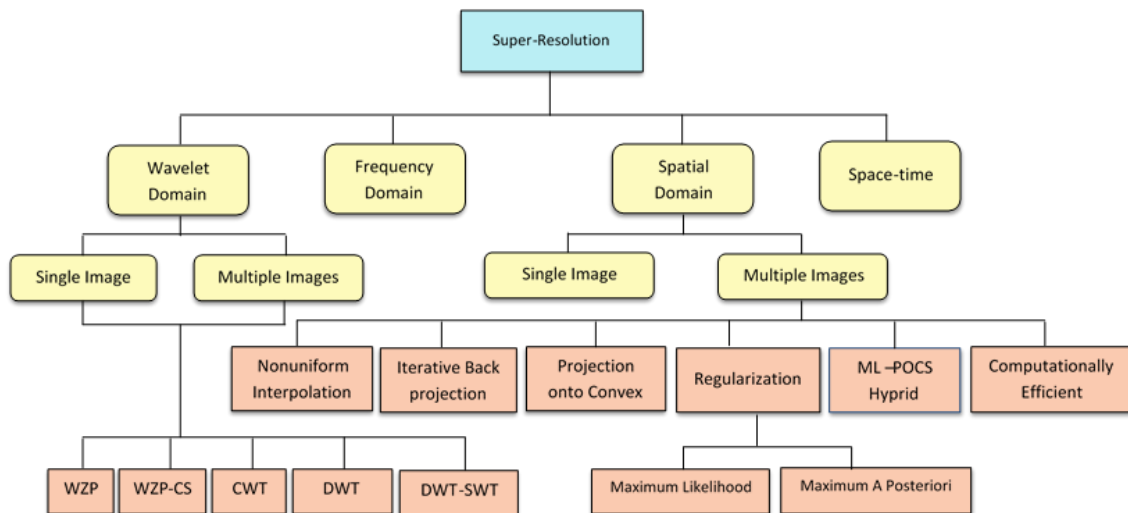 Super-Resolution
Wavelet
Domain
Frequency
Domain
Spatial
Domain
Space-time
Single Image
Multiple Images
Single Image
Multiple Images
Nonuniform
Interpolation
Iterative Back
projection
Projection
onto Convex
Regularization
ML –POCS
Hyprid
Computationally
Efficient
WZP
WZP-CS
CWT
DWT
DWT-SWT
Maximum Likelihood
Maximum A Posteriori